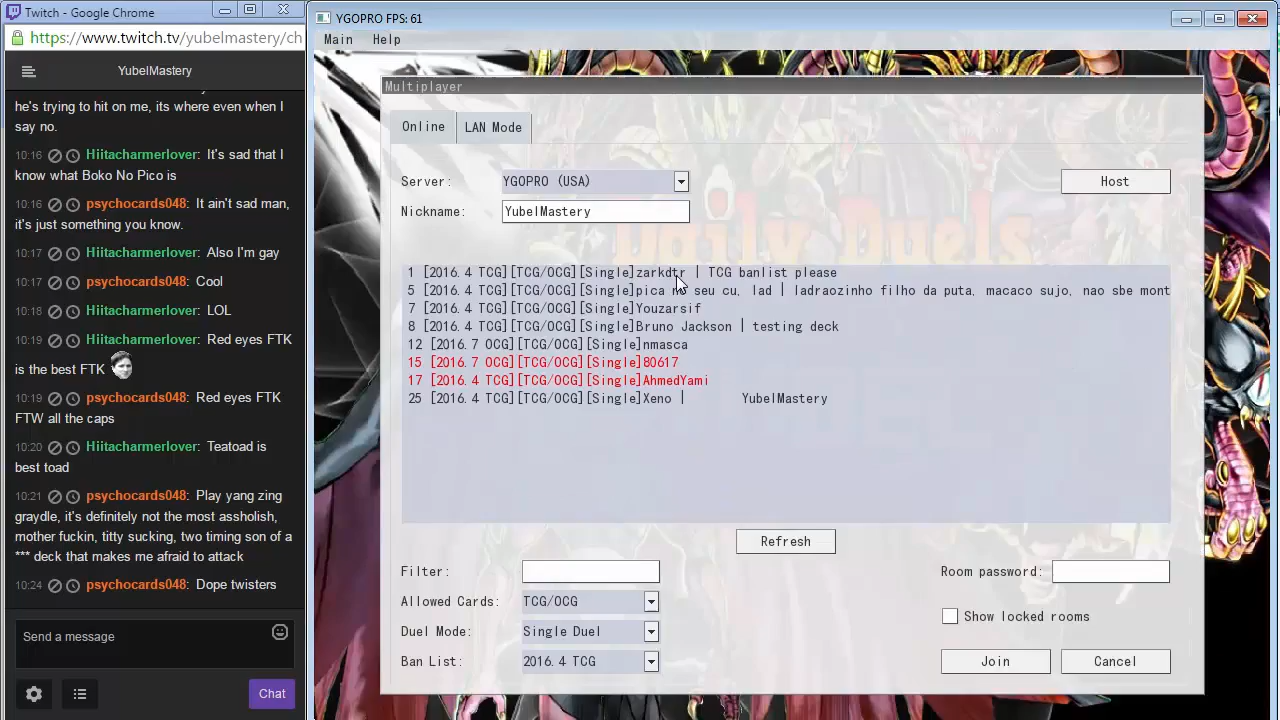 Twitch - Google Chrome
https://www.twitch.tv/yubelmastery/ch
YubelMastery
he's trying to hit on me, its where even when I
say no.
10:16 Hiitacharmerlover: It's sad that I
know what Boko No Pico is
10:16 psychocards048: It ain't sad man,
it's just something you know.
10:17 Hiitacharmerlover: Also I'm gay
10:17 psychocards048: Cool
10:18 Hiitacharmerlover: LOL
10:19 Hiitacharmerlover: Red eyes FTK
is the best FTK
10:19 psychocards048: Red eyes FTK
FTW all the caps
10:20 Hiitacharmerlover: Teatoad is
best toad
10:21 psychocards048: Play yang zing
graydle, it's definitely not the most assholish,
mother fuckin, titty sucking, two timing son of a
*** deck that makes me afraid to attack
10:24 psychocards048: Dope twisters
Send a message
Chat
YGOPRO FPS: 61
Main Help
Multiplayer
Online LAN Mode
Server: YGOPRO (USA)
Host
Nickname: YubelMastery
Daily Duels
1 [2016.4 TCG][TCG/OCG][Single]zarkdtr | TCG banlist please
5 [2016.4 TCG][TCG/OCG][Single]pica no seu cu, lad | ladraozinho filho da puta, macaco sujo, nao sbe mont
7 [2016.4 TCG][TCG/OCG][Single]Youzarsif
8 [2016.4 TCG][TCG/OCG][Single]Bruno Jackson | testing deck
12 [2016.7 OCG][TCG/OCG][Single]nmasca
15 [2016.7 OCG][TCG/OCG][Single]80617
17 [2016.4 TCG][TCG/OCG][Single]AhmedYami
25 [2016.4 TCG][TCG/OCG][Single]Xeno | YubelMastery
Refresh
Filter:
Room password:
Allowed Cards: TCG/OCG
Show locked rooms
Duel Mode: Single Duel
Ban List: 2016.4 TCG
Join Cancel